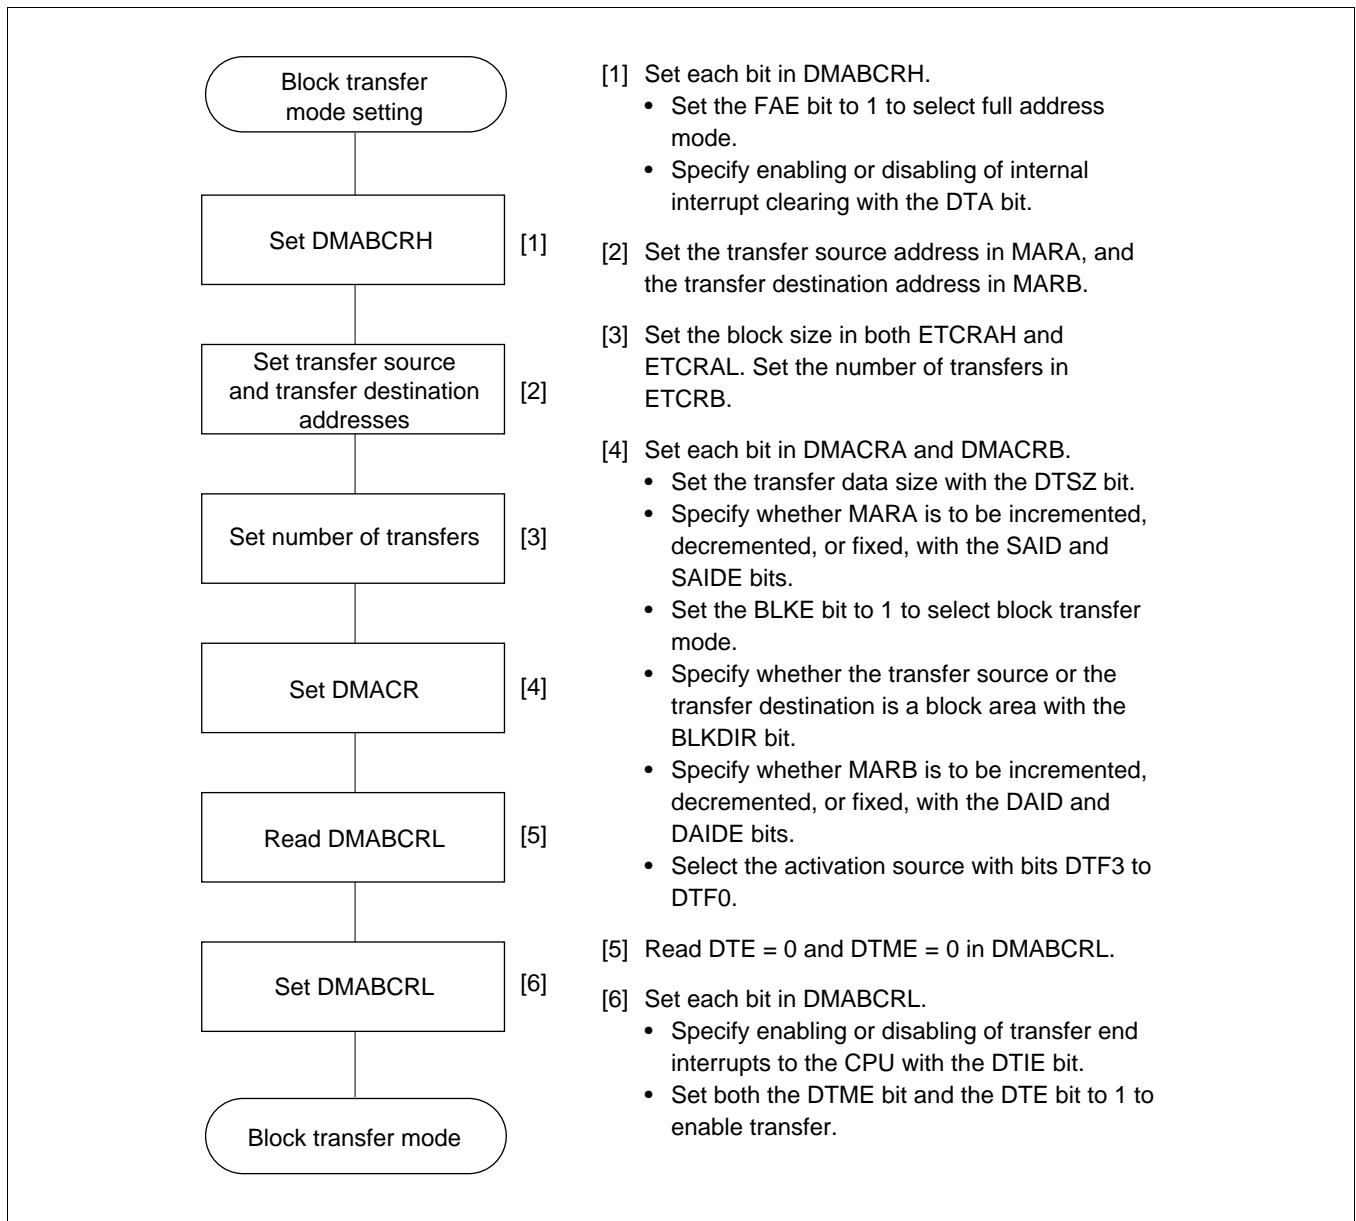 Block transfer
mode setting
Set DMABCRH
[1]
Set transfer source
and transfer destination
addresses
[2]
Set number of transfers
[3]
Set DMACR
[4]
Read DMABCRL
[5]
Set DMABCRL
[6]
Block transfer mode
[1] Set each bit in DMABCRH.
• Set the FAE bit to 1 to select full address
mode.
• Specify enabling or disabling of internal
interrupt clearing with the DTA bit.
[2] Set the transfer source address in MARA, and
the transfer destination address in MARB.
[3] Set the block size in both ETCRAH and
ETCRAL. Set the number of transfers in
ETCRB.
[4] Set each bit in DMACRA and DMACRB.
• Set the transfer data size with the DTSZ bit.
• Specify whether MARA is to be incremented,
decremented, or fixed, with the SAID and
SAIDE bits.
• Set the BLKE bit to 1 to select block transfer
mode.
• Specify whether the transfer source or the
transfer destination is a block area with the
BLKDIR bit.
• Specify whether MARB is to be incremented,
decremented, or fixed, with the DAID and
DAIDE bits.
• Select the activation source with bits DTF3 to
DTF0.
[5] Read DTE = 0 and DTME = 0 in DMABCRL.
[6] Set each bit in DMABCRL.
• Specify enabling or disabling of transfer end
interrupts to the CPU with the DTIE bit.
• Set both the DTME bit and the DTE bit to 1 to
enable transfer.